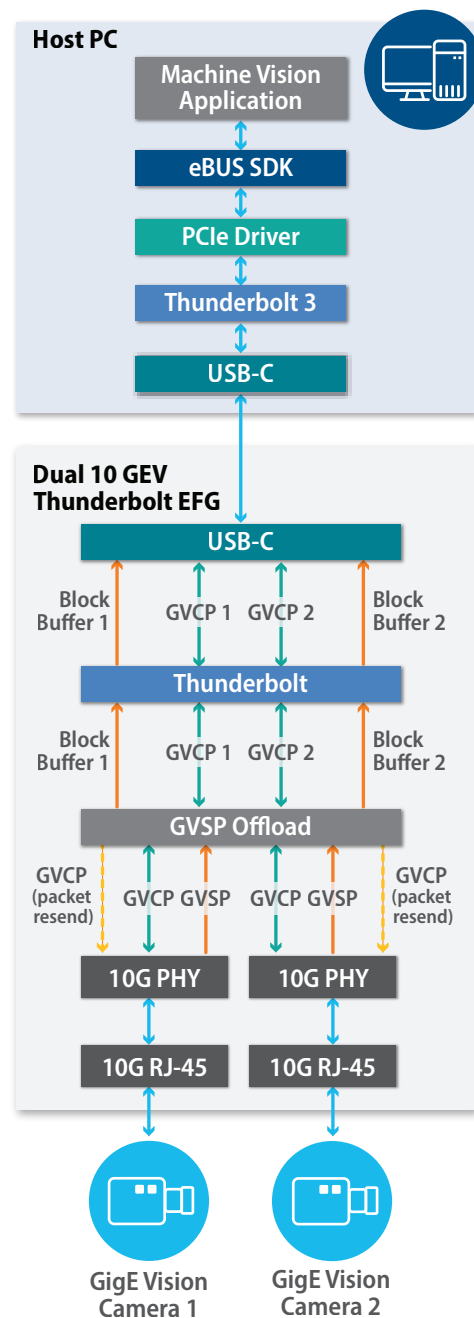 Host PC
Machine Vision
Application
eBUS SDK
PCIe Driver
Thunderbolt 3
USB-C
Dual 10 GEV
Thunderbolt EFG
USB-C
Block
Buffer 1
GVCP 1
GVCP 2
Block
Buffer 2
Thunderbolt
Block
Buffer 1
GVCP 1
GVCP 2
Block
Buffer 2
GVSP Offload
GVCP
(packet
resend)
GVCP
GVSP
GVCP
GVSP
GVCP
(packet
resend)
10G PHY
10G PHY
10G RJ-45
10G RJ-45
GigE Vision
Camera 1
GigE Vision
Camera 2